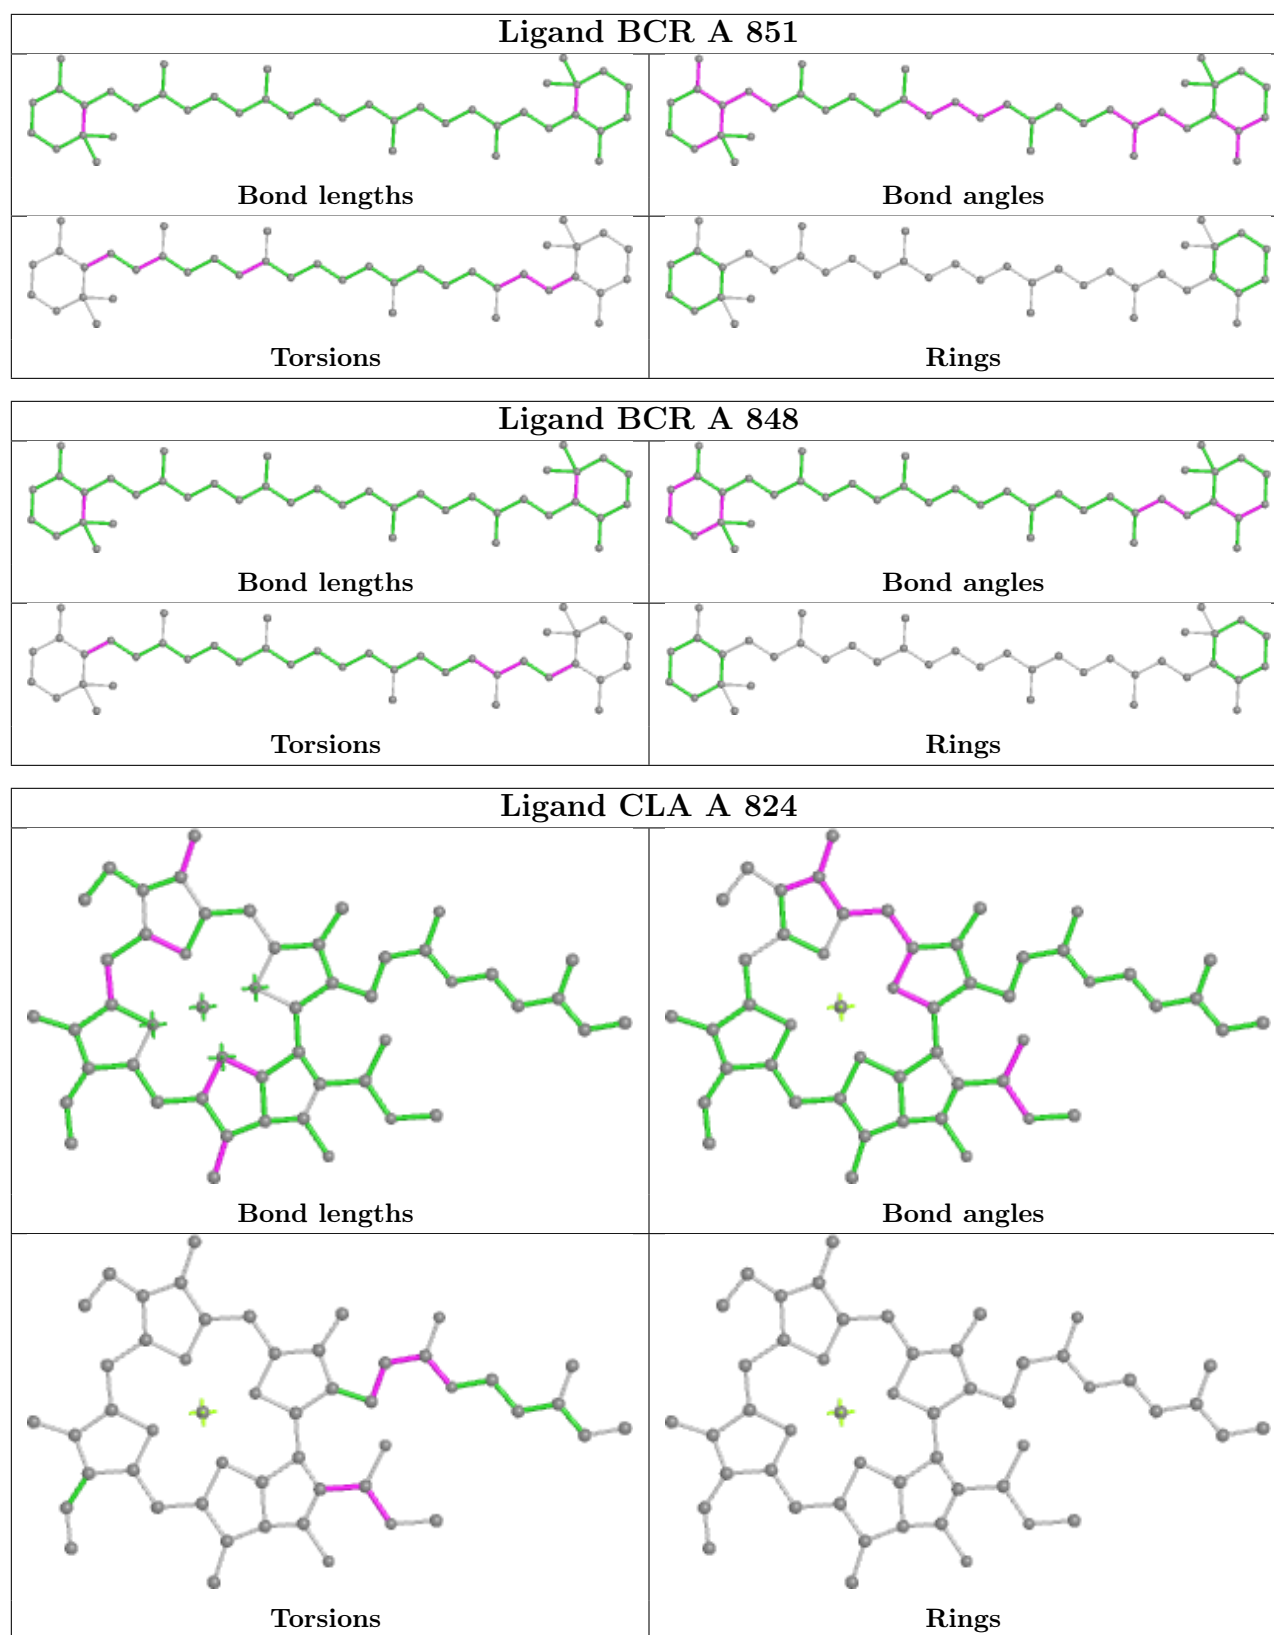 Ligand BCR A 851
Bond lengths
Bond angles
Torsions
Rings
Ligand BCR A 848
Bond lengths
Bond angles
Torsions
Rings
Ligand CLA A 824
Bond lengths
Bond angles
Torsions
Rings